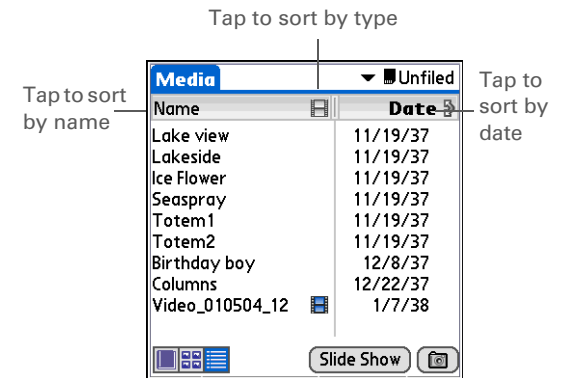 Tap to sort by type
Media
Unfiled
Tap to sort
by name
Name
Date
Tap to
sort by
date
Lake view 11/19/37
Lakeside 11/19/37
Ice Flower 11/19/37
Seaspray 11/19/37
Totem1 11/19/37
Totem2 11/19/37
Birthday boy 12/8/37
Columns 12/22/37
Video_010504_12 1/7/38
Slide Show